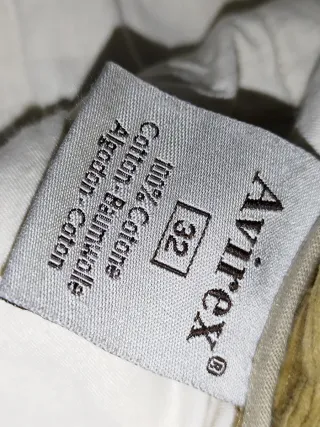 Avirex®
32
100% Cotone
Cotton-Baumwolle
Algodón-Coton